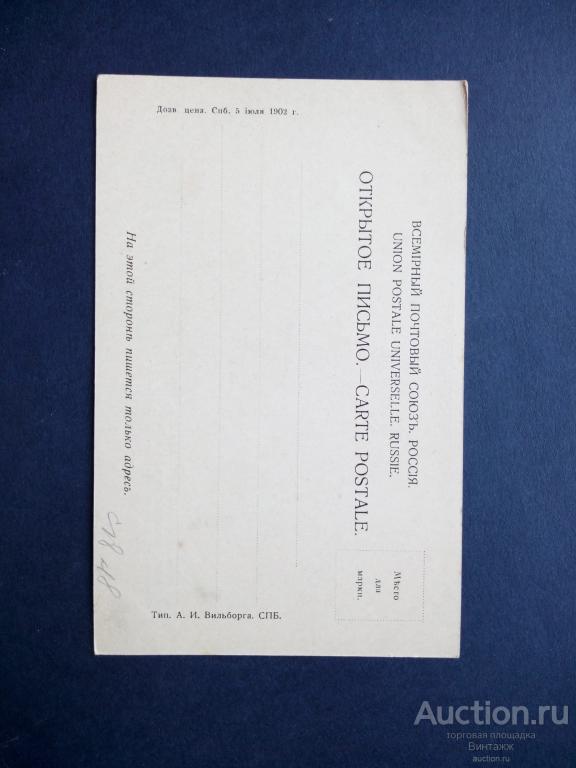 Дозв. цена. Спб. 5 іюля 1902 г.
ВСЕМІРНЫЙ ПОЧТОВЫЙ СОЮЗЪ. РОССІЯ.
UNION POSTALE UNIVERSELLE. RUSSIE.
ОТКРЫТОЕ ПИСЬМО.—CARTE POSTALE.
Мѣсто
для
марки.
На этой сторонѣ пишется только адресъ.
Тип. А. И. Вильборга. СПБ.
Auction.ru
торговая площадка
Винтажж
auction.ru